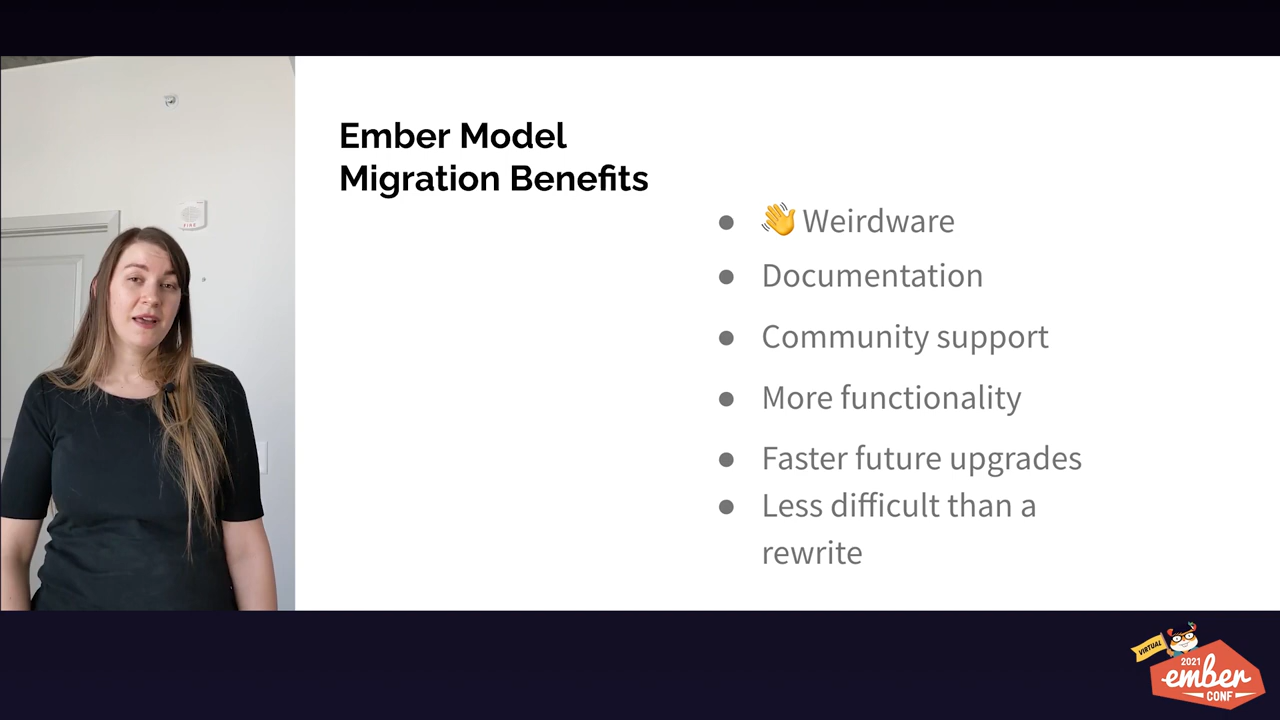 Ember Model
Migration Benefits
● 👋 Weirdware
● Documentation
● Community support
● More functionality
● Faster future upgrades
● Less difficult than a
rewrite
FIRE
VIRTUAL
2021
ember
CONF